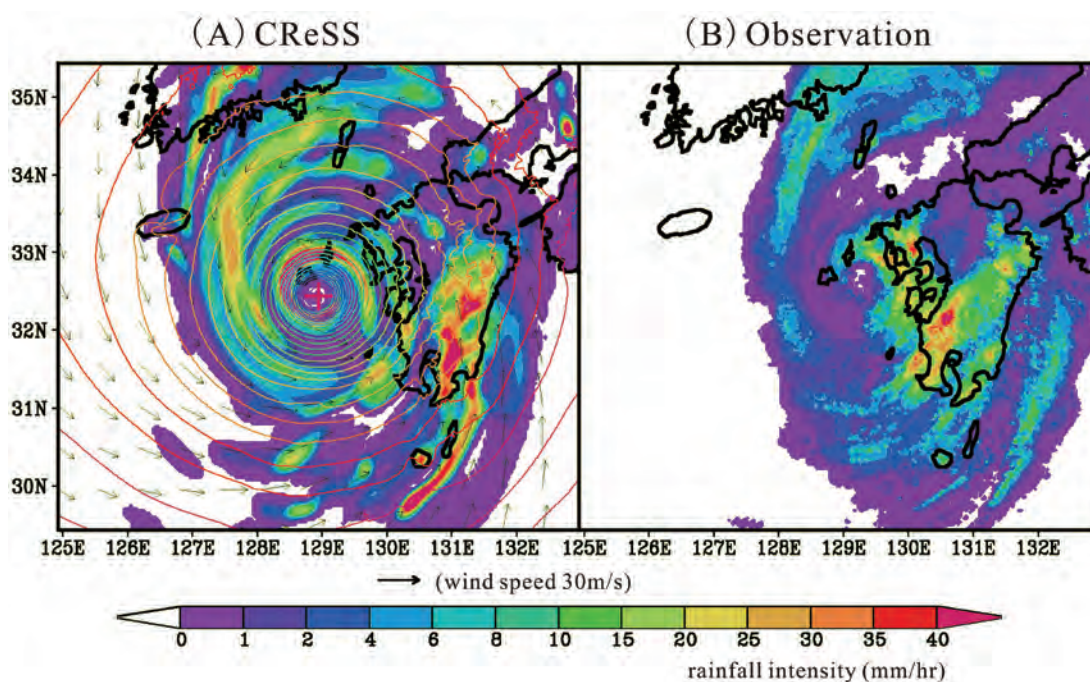 (A) CReSS (B) Observation
35N
34N
33N
32N
31N
30N
125E 126E 127E 128E 129E 130E 131E 132E 125E 126E 127E 128E 129E 130E 131E 132E
(wind speed 30m/s)
0 1 2 4 6 8 10 15 20 25 30 35 40
rainfall intensity (mm/hr)